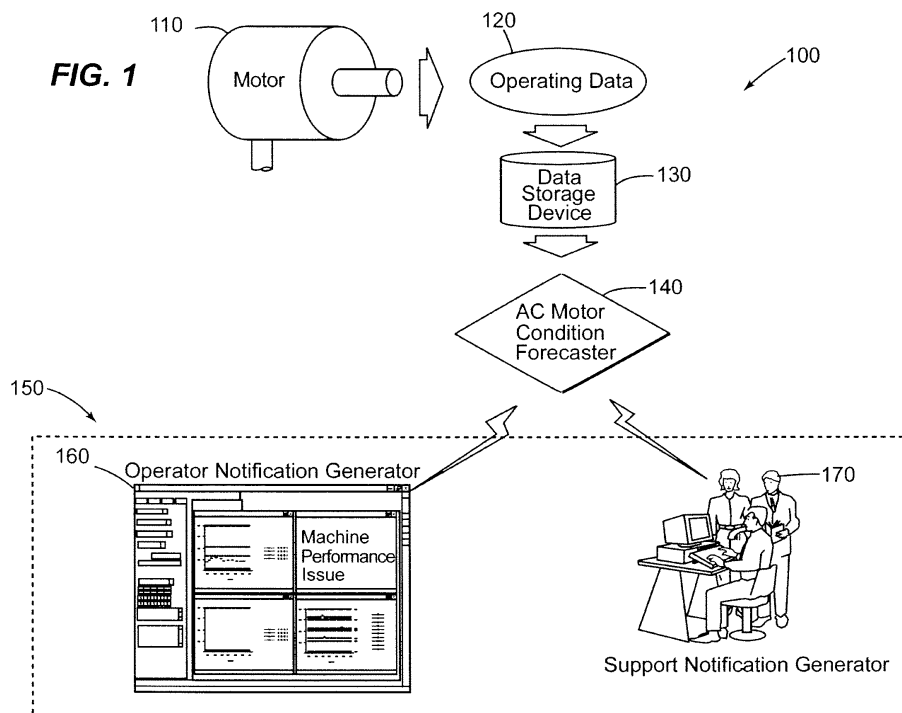 110
120
100
FIG. 1
Motor
Operating Data
Data
Storage
Device
130
140
AC Motor
Condition
Forecaster
150
160
Operator Notification Generator
170
Machine
Performance
Issue
Support Notification Generator